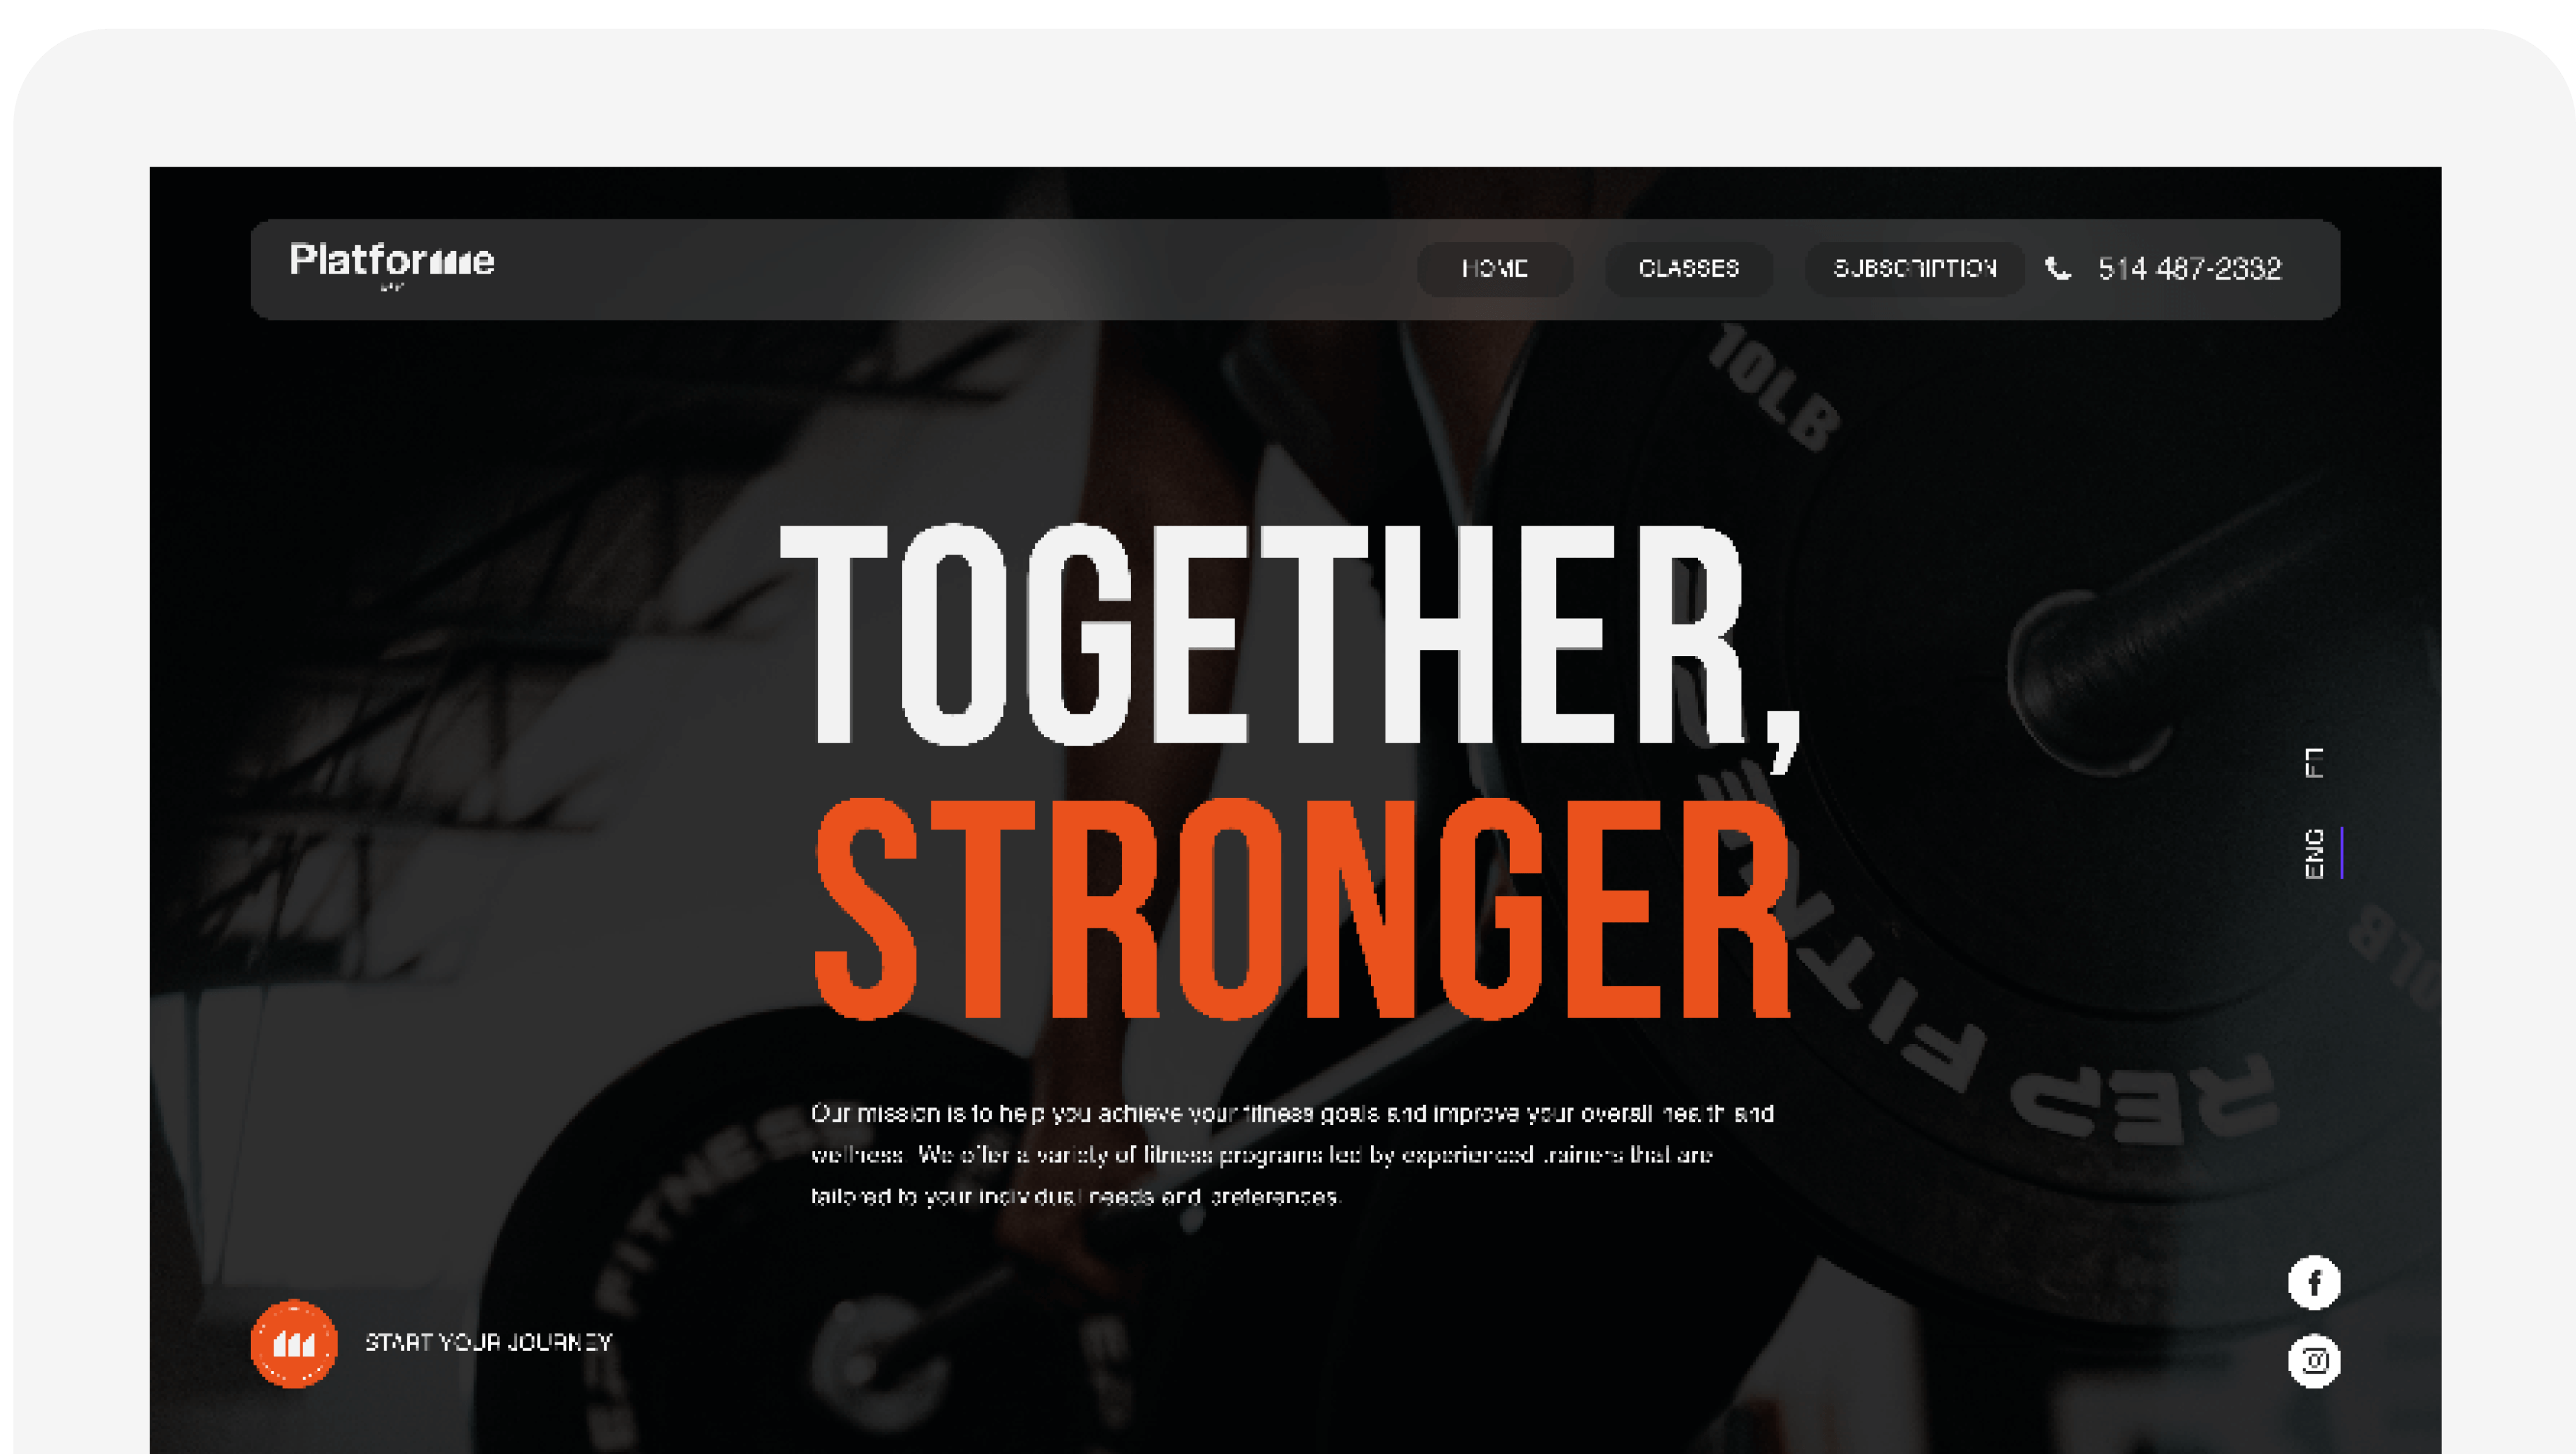 Platforme
HOME
CLASSES
SUBSCRIPTION
514 487-2332
10LB
TOGETHER,
STRONGER
Our mission is to help you achieve your fitness goals and improve your overall health and
wellness. We offer a variety of fitness programs led by experienced trainers that are
tailored to your individual needs and preferences.
ENG
REP FITNE
FITNESS
START YOUR JOURNEY